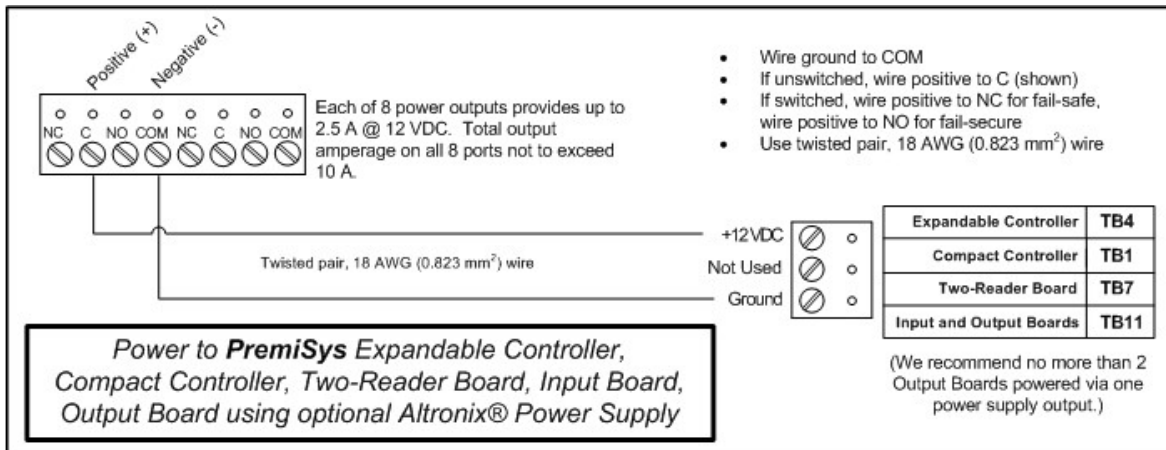 Positive (+)
Negative (-)
NC C NO COM NC C NO COM
Each of 8 power outputs provides up to
2.5 A @ 12 VDC. Total output
amperage on all 8 ports not to exceed
10 A.
• Wire ground to COM
• If unswitched, wire positive to C (shown)
• If switched, wire positive to NC for fail-safe,
wire positive to NO for fail-secure
• Use twisted pair, 18 AWG (0.823 mm²) wire
Twisted pair, 18 AWG (0.823 mm²) wire
+12VDC
Not Used
Ground
Expandable Controller TB4
Compact Controller TB1
Two-Reader Board TB7
Input and Output Boards TB11
(We recommend no more than 2
Output Boards powered via one
power supply output.)
Power to PremiSys Expandable Controller,
Compact Controller, Two-Reader Board, Input Board,
Output Board using optional Altronix® Power Supply